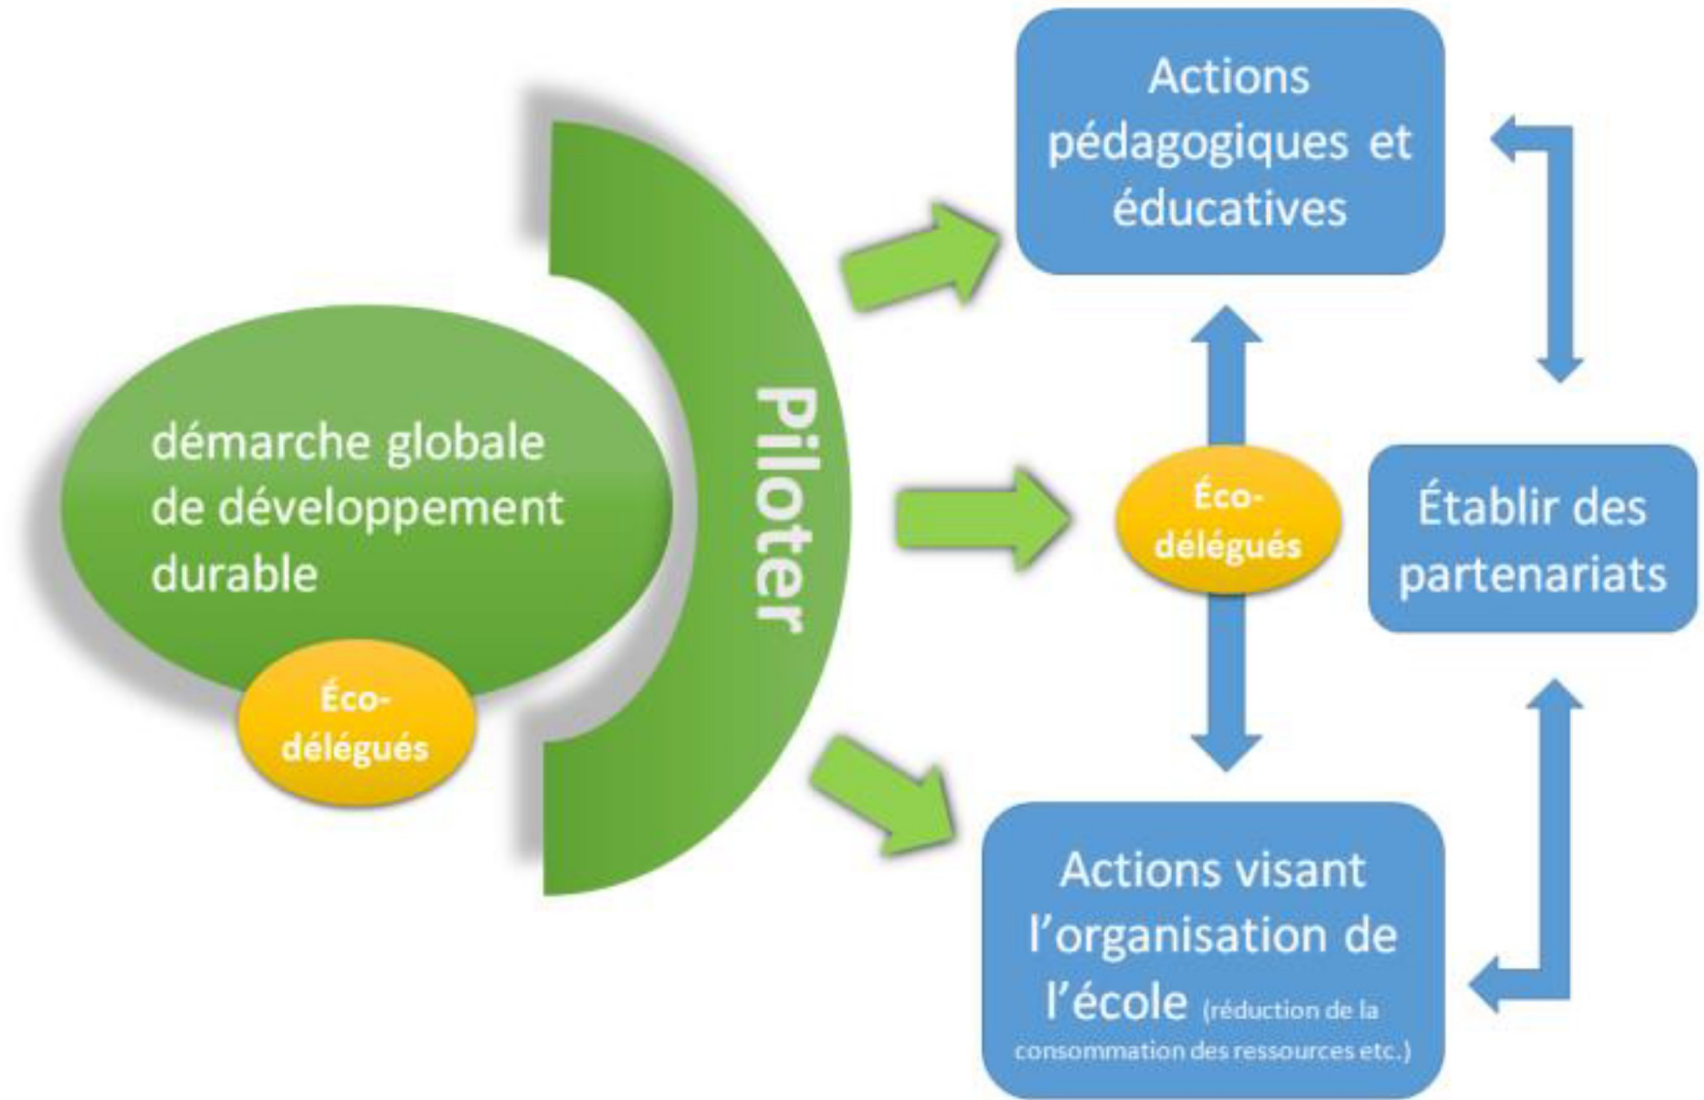 démarche globale
de développement
durable
Éco-
délégués
Piloter
Actions
pédagogiques et
éducatives
Éco-
délégués
Établir des
partenariats
Actions visant
l'organisation de
l'école (réduction de la
consommation des ressources etc.)